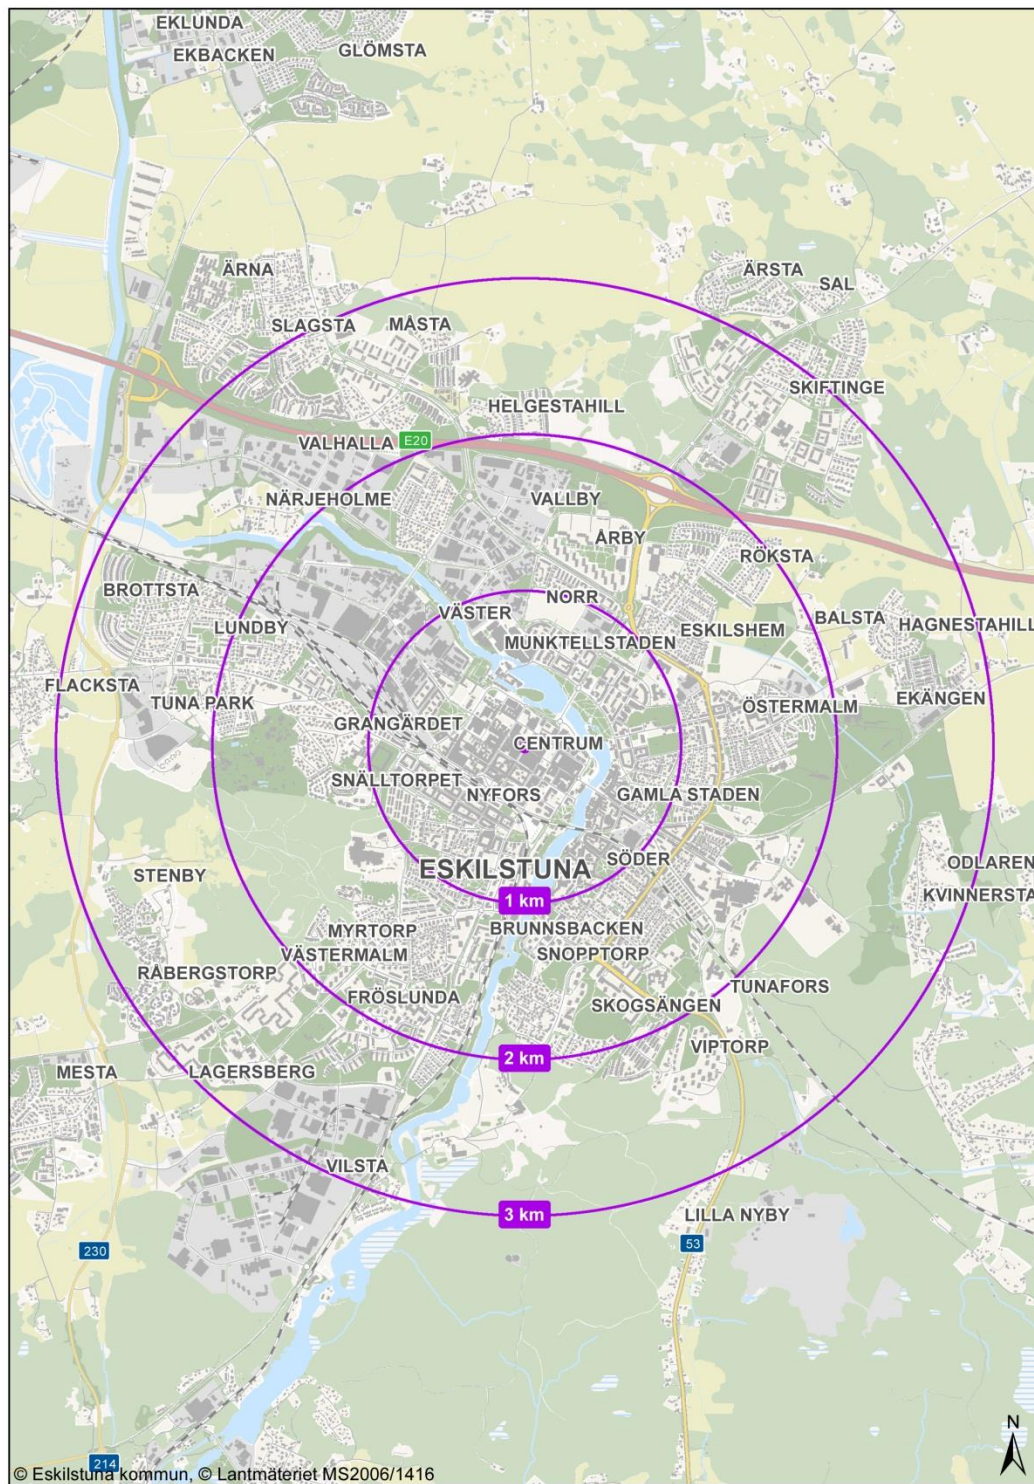 EKLUNDA
GLÖMSTA
EKBACKEN
ÄRNA
ÄRSTA
SAL
SLAGSTA
MÅSTA
SKIFTINGE
HELGESTAHILL
VALHALLA
E20
NÄRJEHOLME
VALLBY
ÅRBY
RÖKSTA
BROTTSTA
NORR
VÄSTER
BALSTA
HAGNESTAHILL
LUNDBY
ESKILSHEM
MUNKTELLSTADEN
FLACKSTA
TUNA PARK
EKÄNGEN
ÖSTERMALM
GRANGÄRDET
CENTRUM
SNÄLLTORPET
NYFORS
GAMLA STADEN
SÖDER
ODLAREN
ESKILSTUNA
STENBY
KVINNERSTA
1 km
MYRTORP
BRUNNSBACKEN
VÄSTERMALM
SNOPPTORP
RÅBERGSTORP
TUNAFORS
FRÖSLUNDA
SKOGSÄNGEN
VIPTORP
2 km
MESTA
LAGERSBERG
VILSTA
3 km
LILLA NYBY
230
53
N
214
© Eskilstuna kommun, © Lantmäteriet MS2006/1416